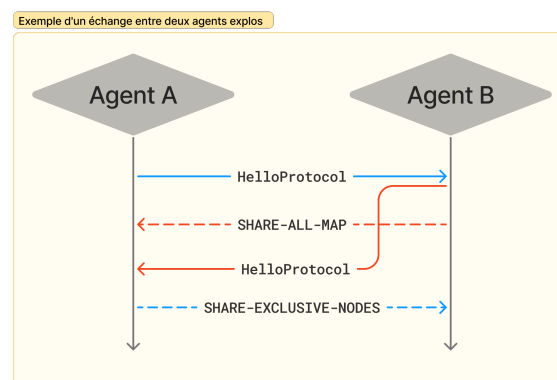 Exemple d'un échange entre deux agents explos
Agent A
Agent B
HelloProtocol
SHARE-ALL-MAP
HelloProtocol
SHARE-EXCLUSIVE-NODES